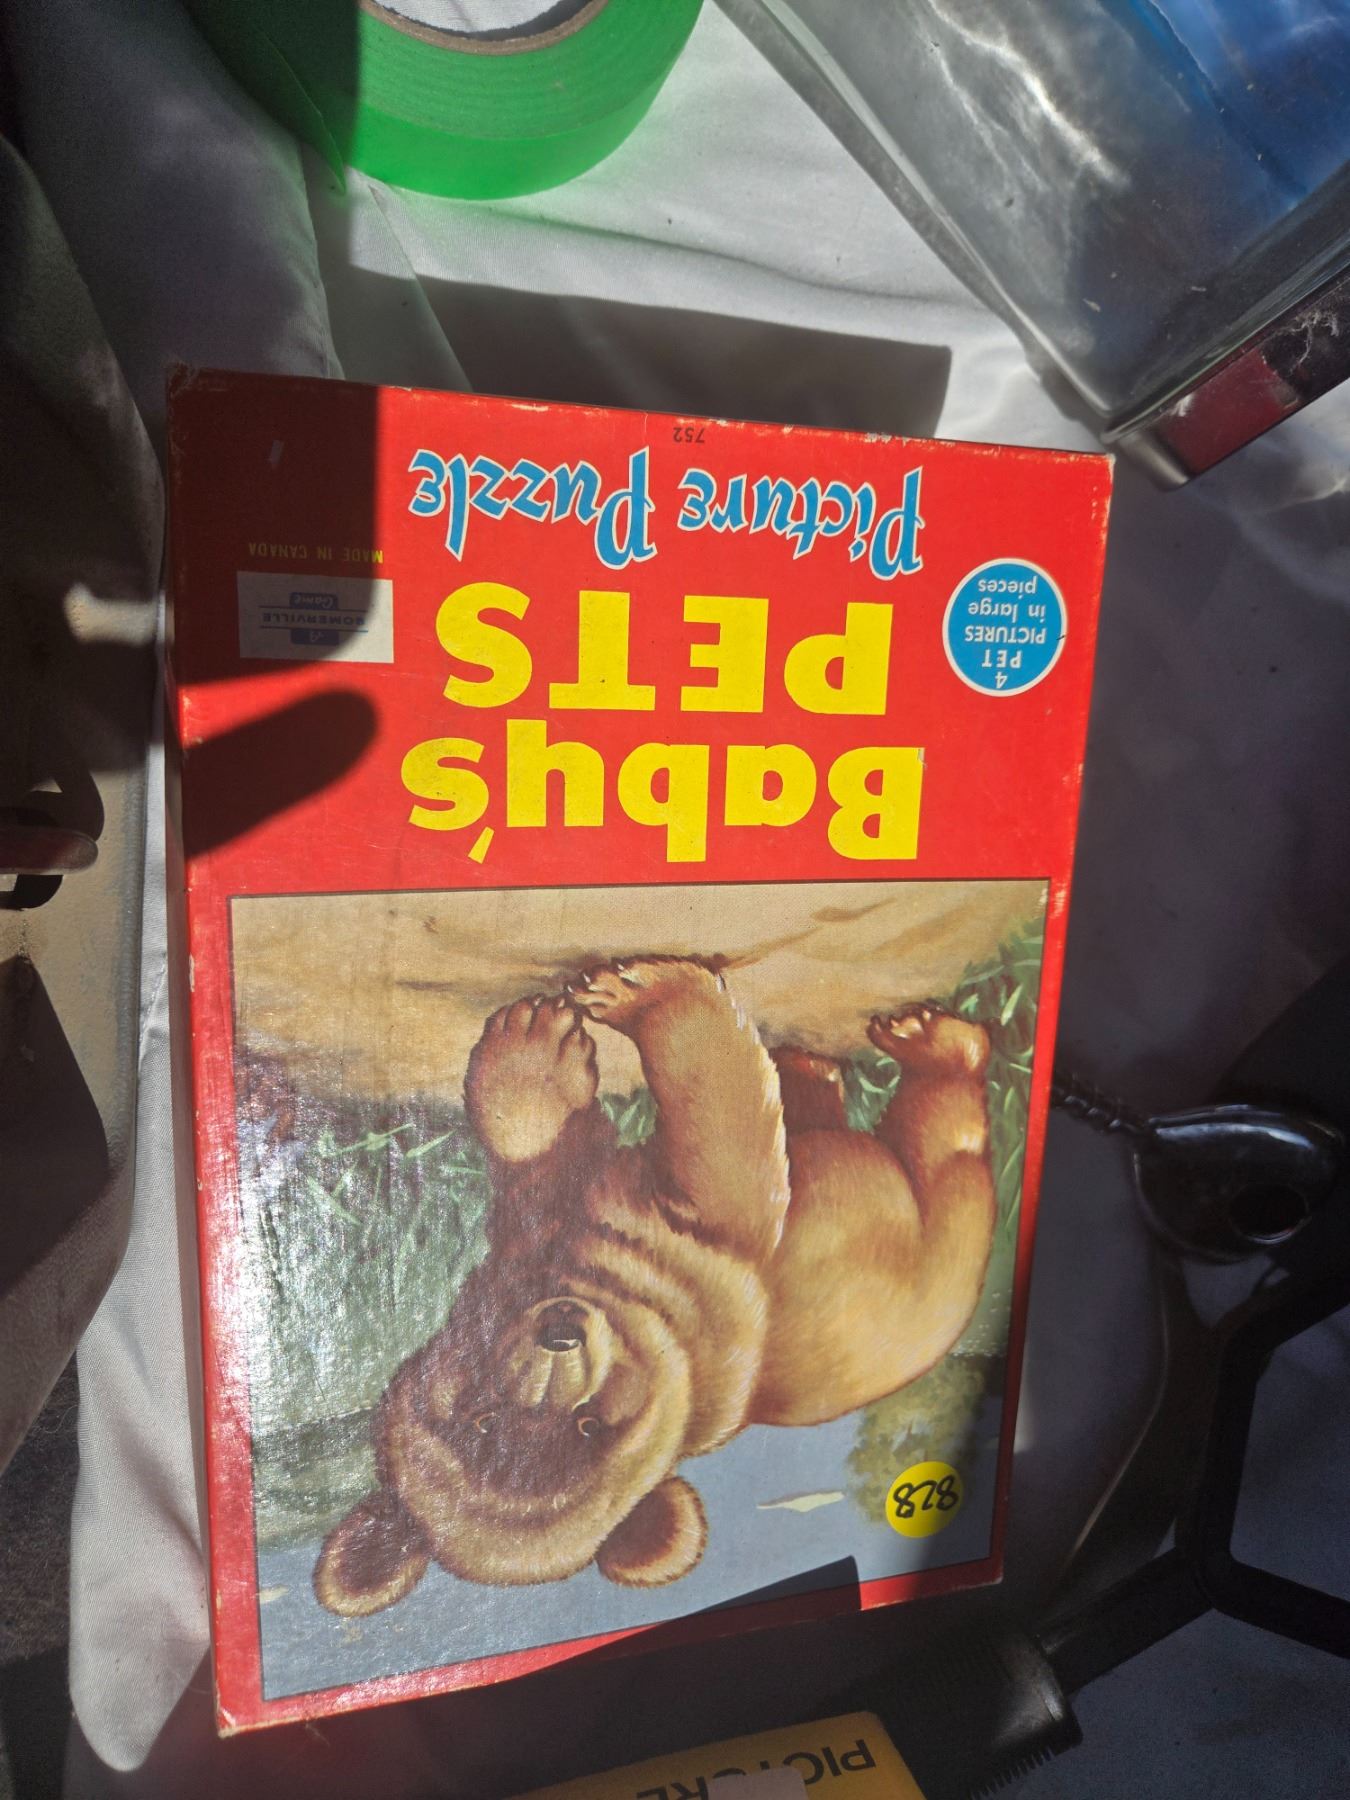 Baby's
PETS
Picture Puzzle
4
PET
PICTURES
in large
pieces
A
SOMERVILLE
Game
MADE IN CANADA
752
828
PICTURE